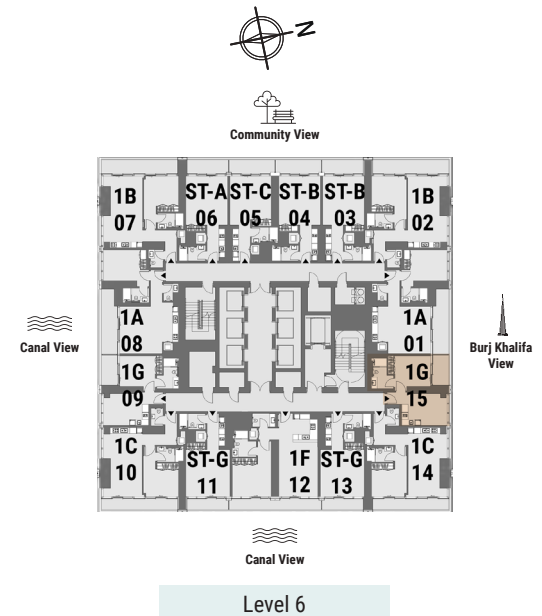 N
Community View
1B
07
ST-A
06
ST-C
05
ST-B
04
ST-B
03
1B
02
1A
08
1A
01
Canal View
Burj Khalifa
View
1G
09
1G
15
1C
10
ST-G
11
1F
12
ST-G
13
1C
14
Canal View
Level 6